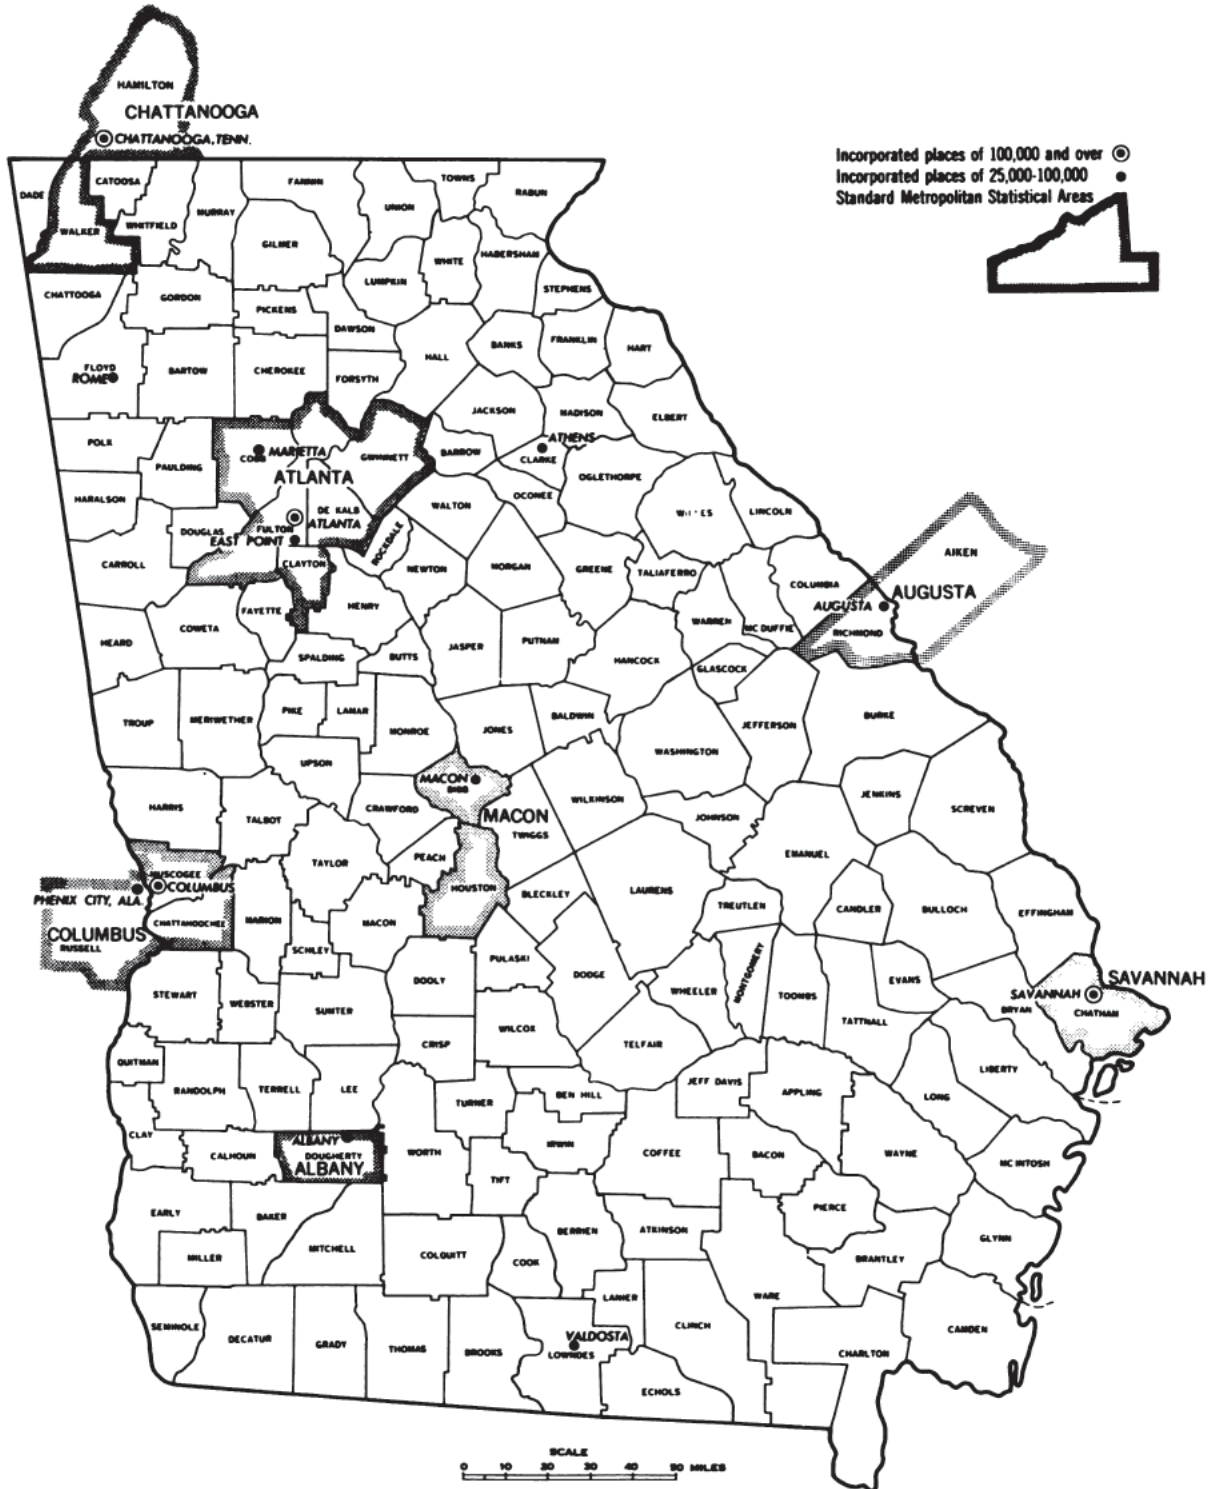 HAMILTON
CHATTANOOGA
CHATTANOOGA, TENN.
Incorporated places of 100,000 and over
Incorporated places of 25,000-100,000
Standard Metropolitan Statistical Areas
DADE
CATOOSA
FANNIN
TOWNS
RABUN
UNION
MURRAY
WALKER
WHITFIELD
GILMER
WHITE
HABERSHAM
LUMPKIN
STEPHENS
CHATTOOGA
GORDON
PICKENS
DAWSON
HALL
BANKS
FRANKLIN
HART
FLOYD
ROME
BARTOW
CHEROKEE
FORSYTH
JACKSON
MADISON
ELBERT
POLK
PAULDING
COBB
MARIETTA
GWINNETT
BARROW
ATHENS
CLARKE
ATLANTA
OGLETHORPE
HARALSON
WALTON
OCONEE
LINCOLN
DOUGLAS
FULTON
DE KALB
ATLANTA
EAST POINT
ROCKDALE
CARROLL
CLAYTON
NEWTON
MORGAN
GREENE
TALIAFERRO
COLUMBIA
AIKEN
AUGUSTA
AUGUSTA
FAYETTE
HENRY
WARREN
MC DUFFIE
RICHMOND
HEARD
COWETA
SPALDING
BUTTS
JASPER
PUTNAM
HANCOCK
GLASCOCK
TROUP
MERIWETHER
PIKE
LAMAR
MONROE
JONES
BALDWIN
WASHINGTON
JEFFERSON
BURKE
UPSON
MACON
BIBB
WILKINSON
JENKINS
SCREVEN
HARRIS
TALBOT
CRAWFORD
MACON
TWIGGS
JOHNSON
EMANUEL
TAYLOR
PEACH
MUSCOGEE
COLUMBUS
HOUSTON
BLECKLEY
LAURENS
PHENIX CITY, ALA.
TREUTLEN
CANDLER
BULLOCH
EFFINGHAM
CHATTAHOOCHEE
MARION
MACON
COLUMBUS
RUSSELL
SCHLEY
PULASKI
DODGE
MONTGOMERY
DOOLY
STEWART
WEBSTER
SUMTER
WHEELER
TOOMBS
EVANS
SAVANNAH
SAVANNAH
BRYAN
CHATHAM
TATTNALL
WILCOX
CRISP
TELFAIR
QUITMAN
RANDOLPH
TERRELL
LEE
TURNER
BEN HILL
JEFF DAVIS
APPLING
LONG
LIBERTY
CLAY
CALHOUN
ALBANY
DOUGHERTY
ALBANY
WORTH
IRWIN
COFFEE
BACON
WAYNE
MC INTOSH
TIFT
EARLY
BAKER
PIERCE
MILLER
MITCHELL
COLQUITT
COOK
BERRIEN
ATKINSON
BRANTLEY
GLYNN
LANIER
WARE
SEMINOLE
DECATUR
GRADY
THOMAS
BROOKS
VALDOSTA
LOWNDES
CLINCH
CHARLTON
CAMDEN
ECHOLS
SCALE
0 10 20 30 40 50 MILES